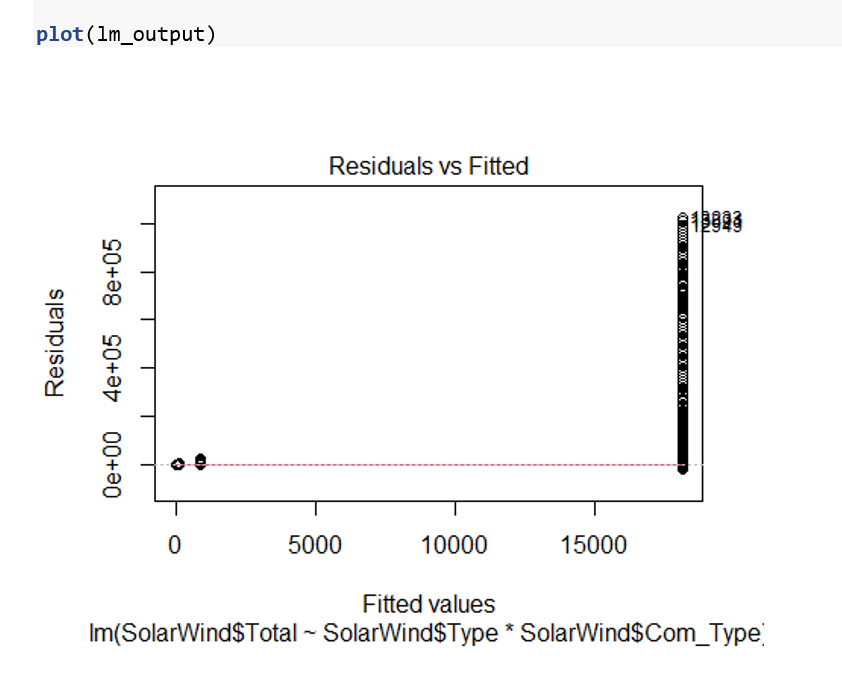 plot(lm_output)
Residuals vs Fitted
12949
8e+05
4e+05
0e+00
Residuals
0
5000
10000
15000
Fitted values
lm(SolarWind$Total ~ SolarWind$Type * SolarWind$Com_Type)